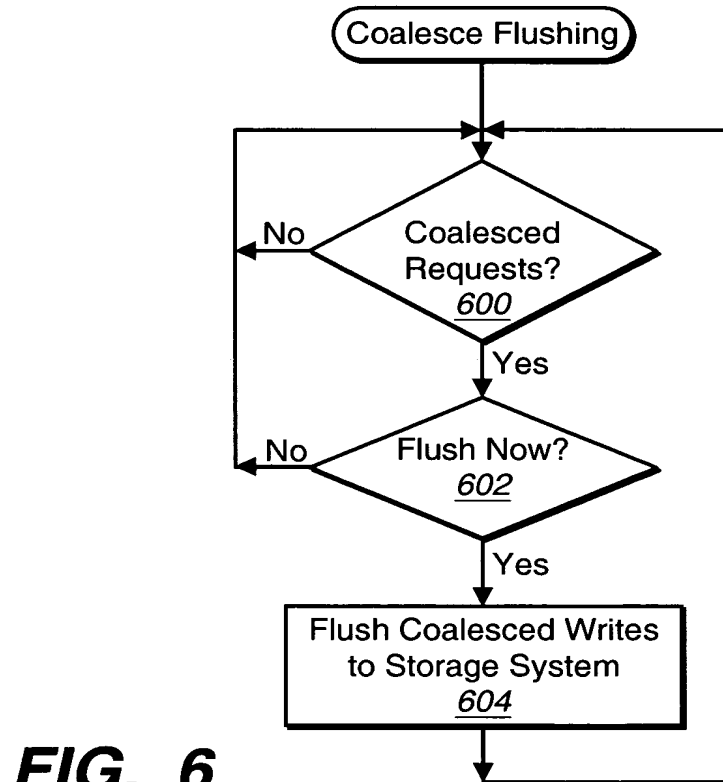 Coalesce Flushing
No
Coalesced
Requests?
600
Yes
No
Flush Now?
602
Yes
Flush Coalesced Writes
to Storage System
604
FIG. 6